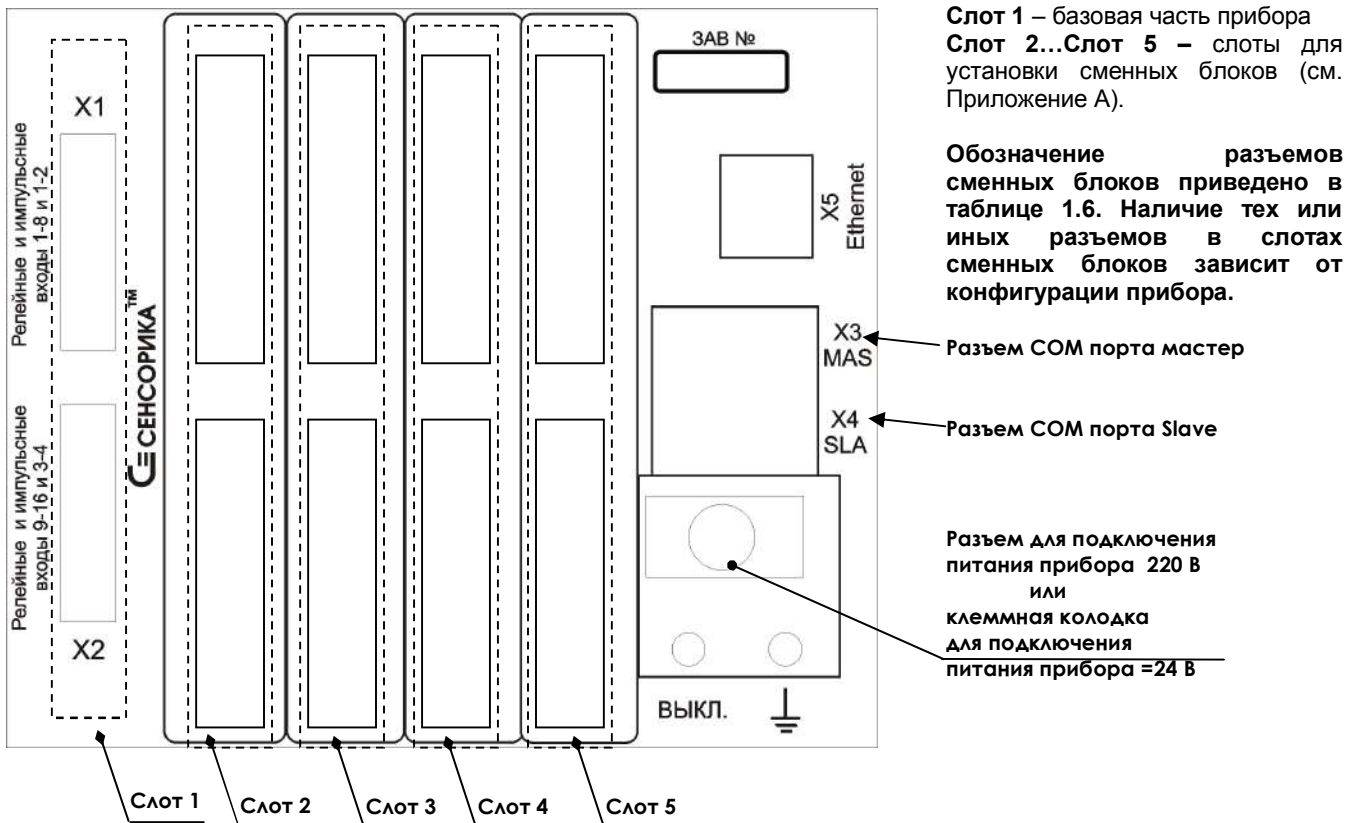 Релейные и импульсные
входы 1-8 и 1-2
X1
Релейные и импульсные
входы 9-16 и 3-4
X2
СЕНСОРИКА™
ЗАВ №
X5
Ethernet
X3
MAS
X4
SLA
ВЫКЛ.
Слот 1
Слот 2
Слот 3
Слот 4
Слот 5
Слот 1 – базовая часть прибора
Слот 2…Слот 5 – слоты для
установки сменных блоков (см.
Приложение А).
Обозначение разъемов
сменных блоков приведено в
таблице 1.6. Наличие тех или
иных разъемов в слотах
сменных блоков зависит от
конфигурации прибора.
Разъем COM порта мастер
Разъем COM порта Slave
Разъем для подключения
питания прибора 220 В
или
клеммная колодка
для подключения
питания прибора =24 В